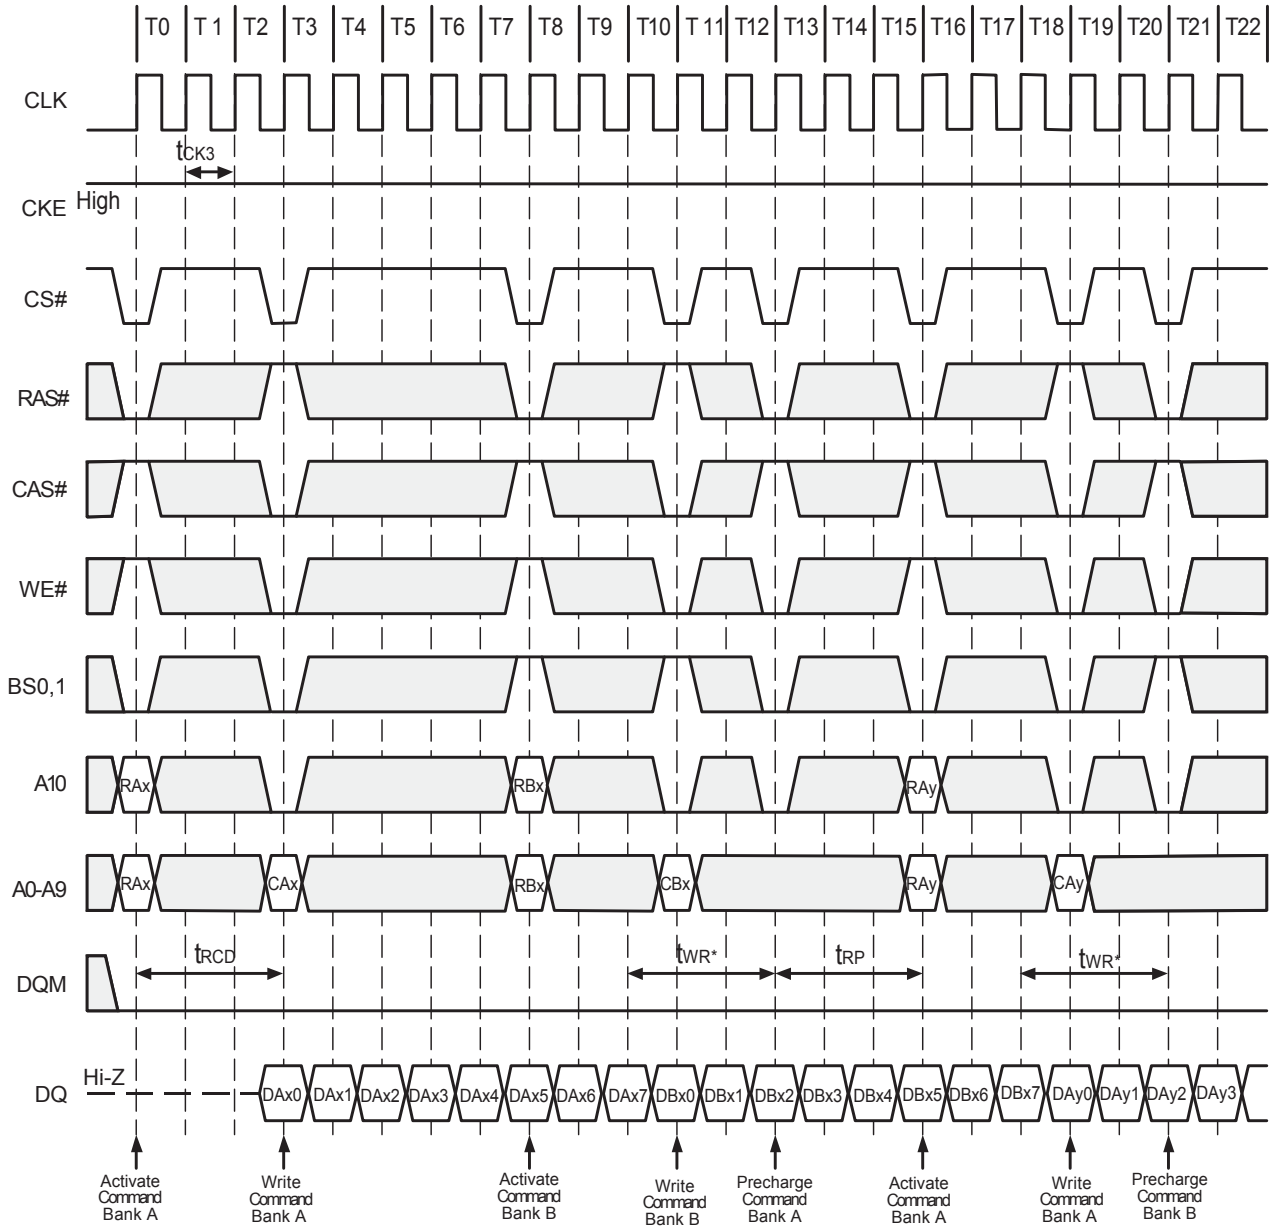 T0 T 1 T2 T3 T4 T5 T6 T7 T8 T9 T10 T 11 T12 T13 T14 T15 T16 T17 T18 T19 T20 T21 T22
CLK
tCK3
CKE High
CS#
RAS#
CAS#
WE#
BS0,1
A10 RAx RBx RAy
A0-A9 RAx CAx RBx CBx RAy CAy
tRCD tWR* tRP tWR*
DQM
Hi-Z
DQ DAx0 DAx1 DAx2 DAx3 DAx4 DAx5 DAx6 DAx7 DBx0 DBx1 DBx2 DBx3 DBx4 DBx5 DBx6 DBx7 DAy0 DAy1 DAy2 DAy3
Activate Write Activate Write Precharge Activate Write Precharge
Command Command Command Command Command Command Command Command
Bank A Bank A Bank B Bank B Bank A Bank A Bank A Bank B